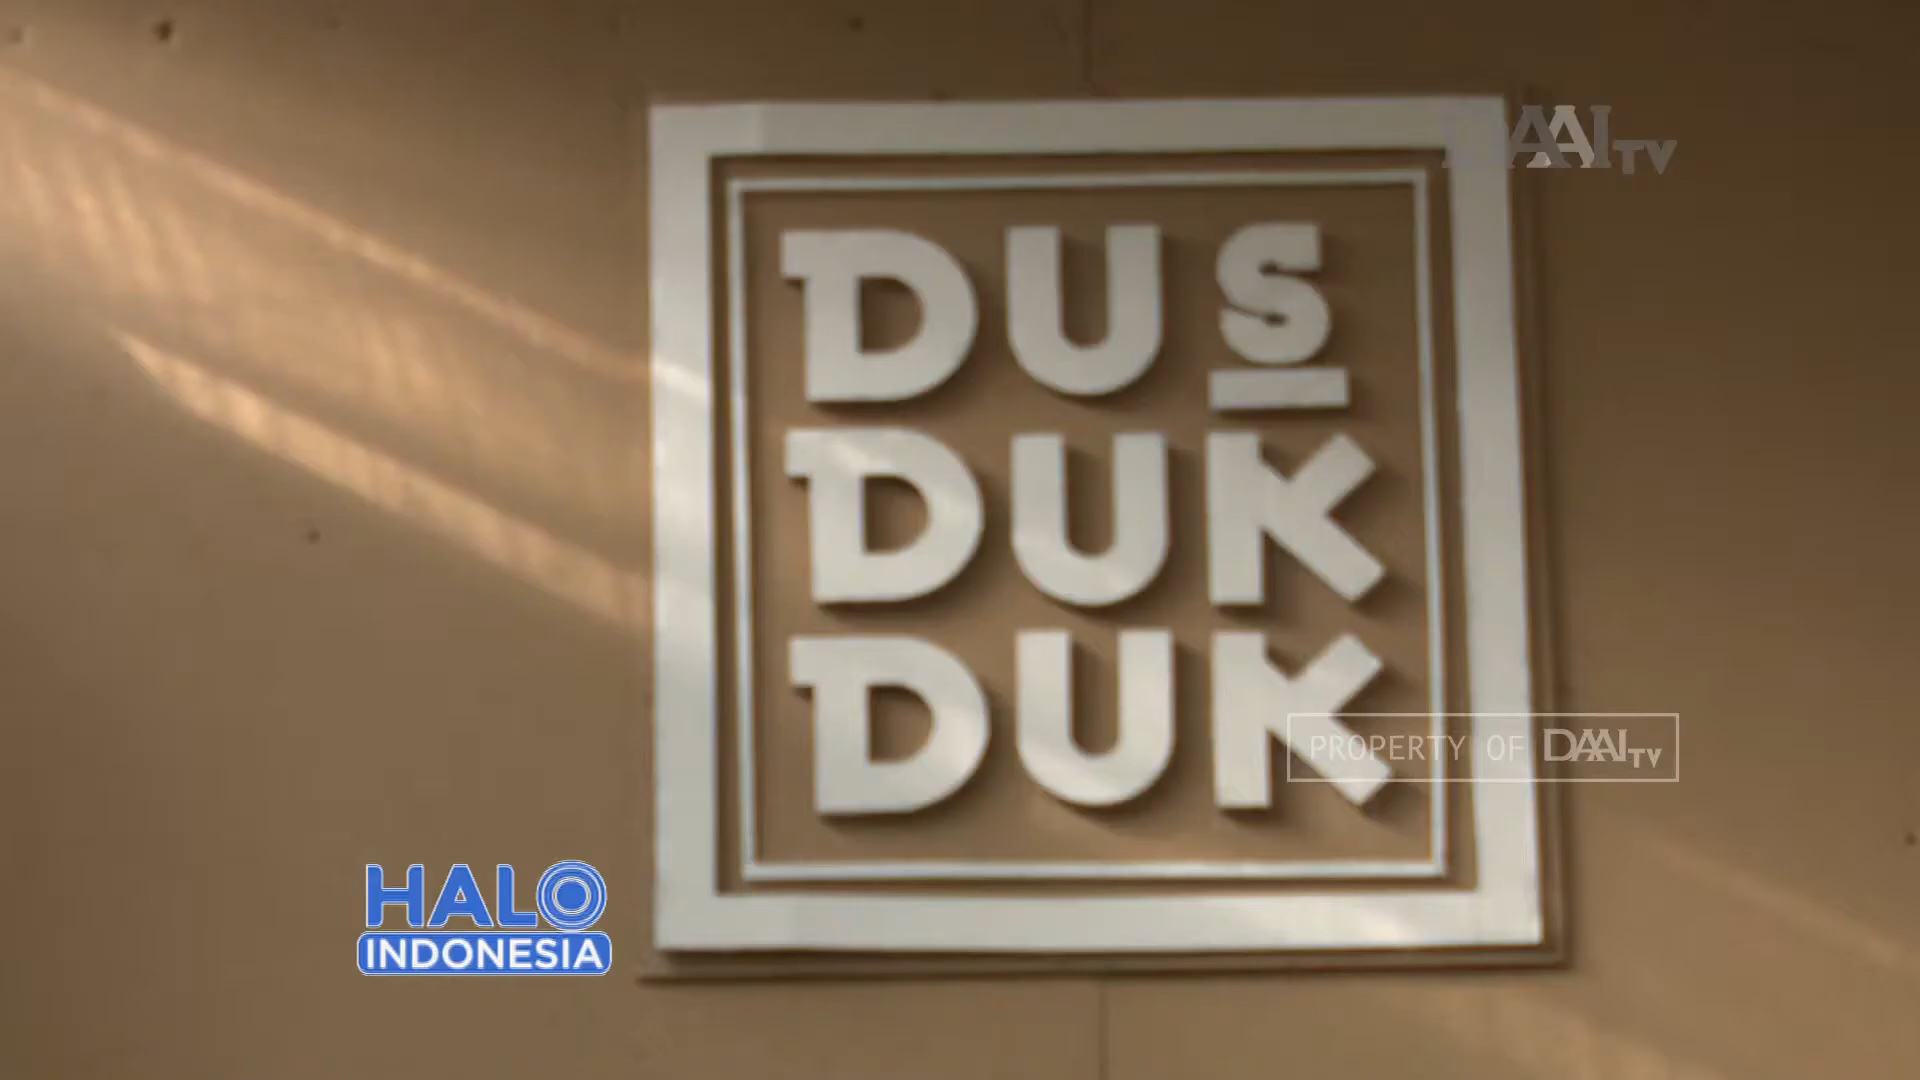 DAAI TV
DUS
DUK
DUK
PROPERTY OF DAAI TV
HALO
INDONESIA